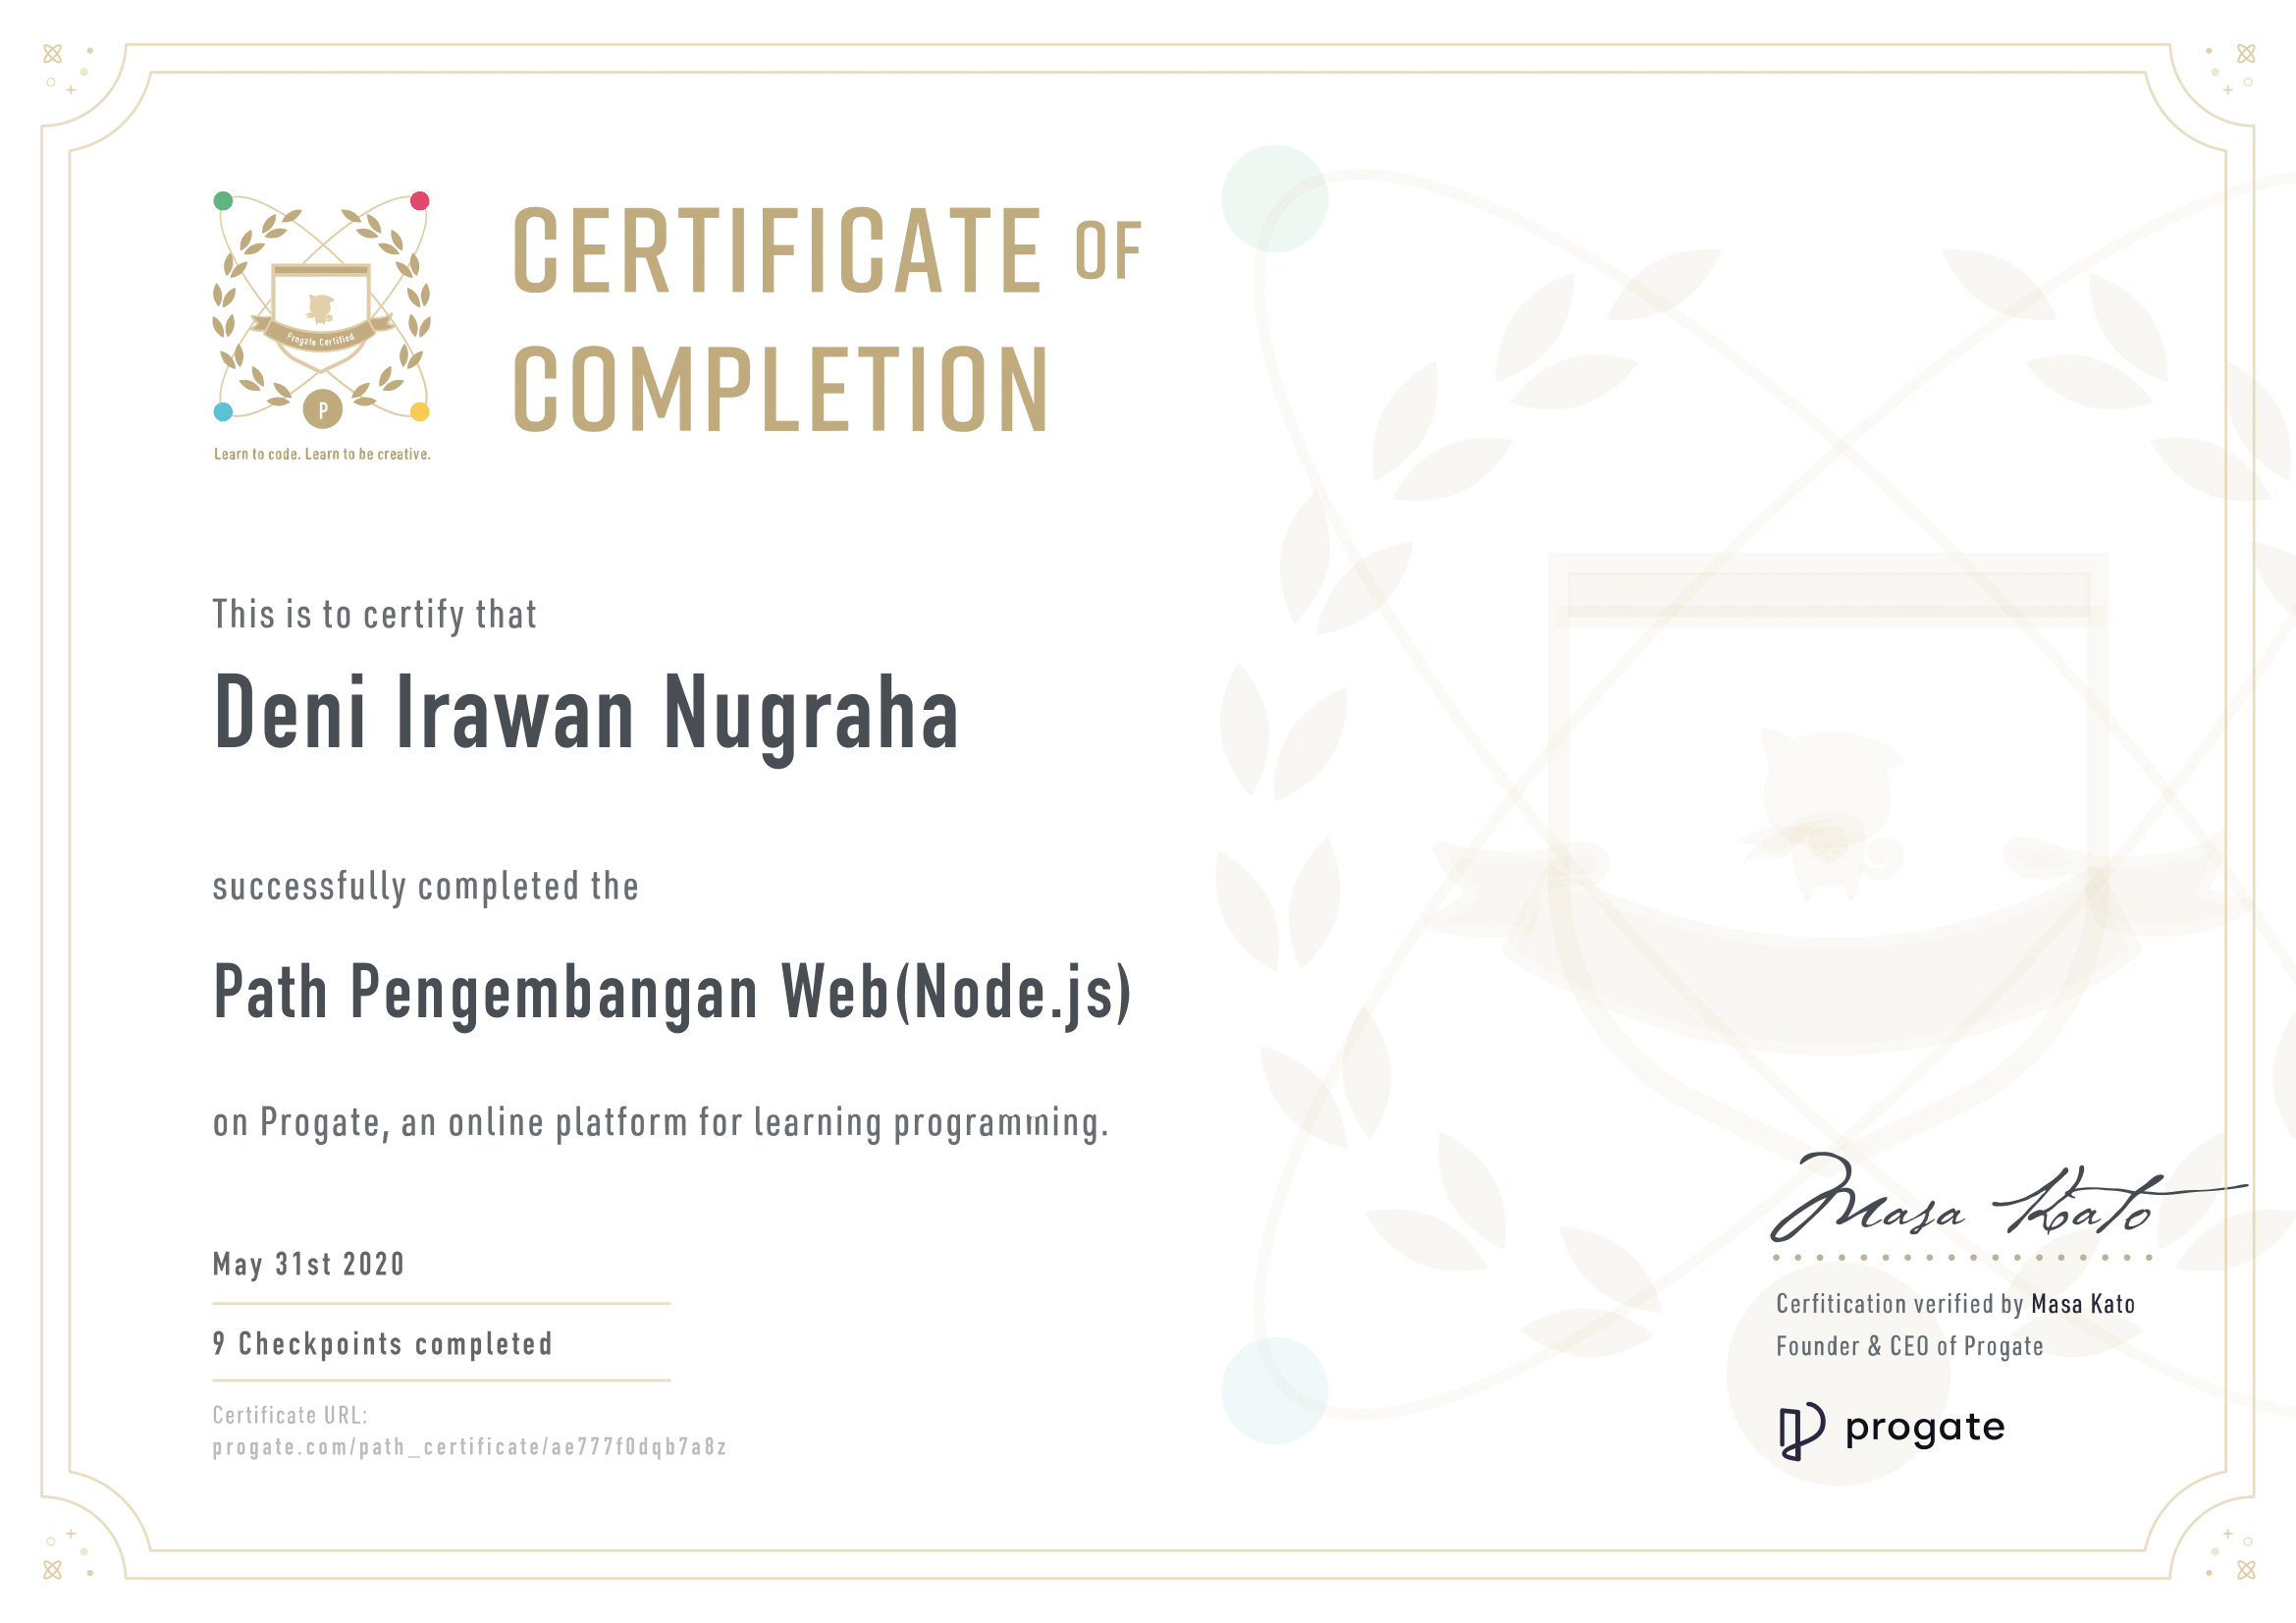 CERTIFICATE OF
COMPLETION
Progate Certified
P
Learn to code. Learn to be creative.
This is to certify that
Deni Irawan Nugraha
successfully completed the
Path Pengembangan Web(Node.js)
on Progate, an online platform for learning programming.
May 31st 2020
9 Checkpoints completed
Certificate URL:
progate.com/path_certificate/ae777f0dqb7a8z
Masa Kato
Cerfitication verified by Masa Kato
Founder & CEO of Progate
progate